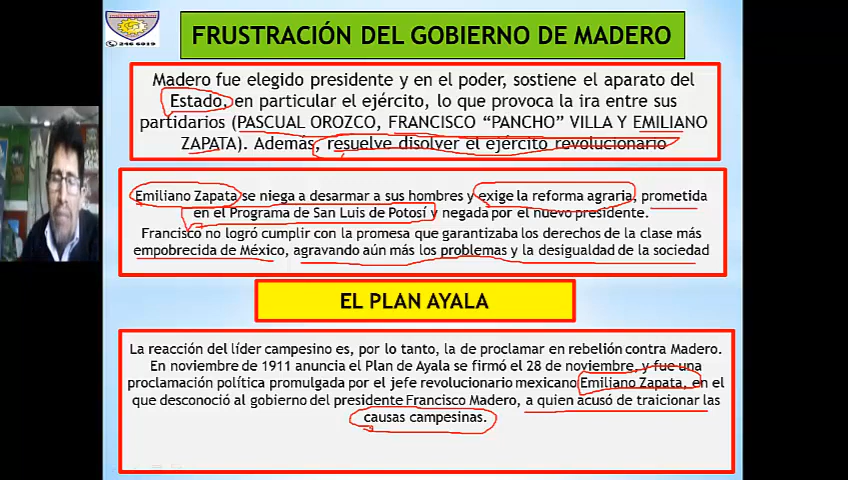 246 6019
FRUSTRACIÓN DEL GOBIERNO DE MADERO
Madero fue elegido presidente y en el poder, sostiene el aparato del
Estado, en particular el ejército, lo que provoca la ira entre sus
partidarios (PASCUAL OROZCO, FRANCISCO “PANCHO” VILLA Y EMILIANO
ZAPATA). Además, resuelve disolver el ejército revolucionario
Emiliano Zapata se niega a desarmar a sus hombres y exige la reforma agraria, prometida
en el Programa de San Luis de Potosí y negada por el nuevo presidente.
Francisco no logró cumplir con la promesa que garantizaba los derechos de la clase más
empobrecida de México, agravando aún más los problemas y la desigualdad de la sociedad
EL PLAN AYALA
La reacción del líder campesino es, por lo tanto, la de proclamar en rebelión contra Madero.
En noviembre de 1911 anuncia el Plan de Ayala se firmó el 28 de noviembre, y fue una
proclamación política promulgada por el jefe revolucionario mexicano Emiliano Zapata, en el
que desconoció al gobierno del presidente Francisco Madero, a quien acusó de traicionar las
causas campesinas.